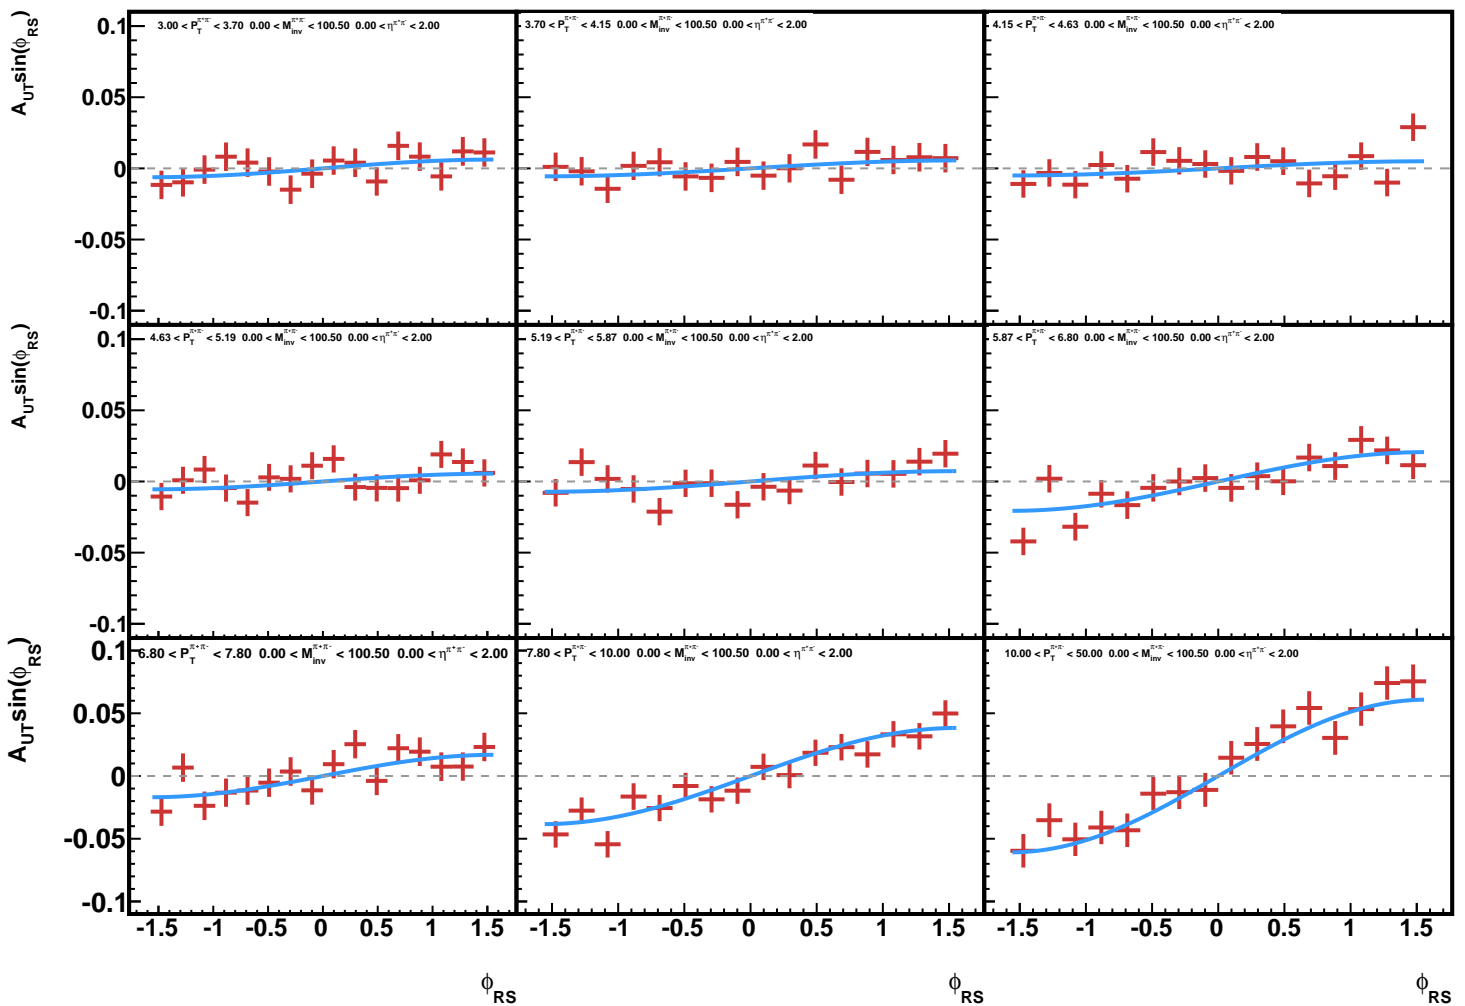 0.1
0.05
0
-0.05
-0.1
A_UT sin(ϕ_RS)
3.00 < P_T^π+π- < 3.70 0.00 < M_inv^π+π- < 100.50 0.00 < η^π+π- < 2.00
3.70 < P_T^π+π- < 4.15 0.00 < M_inv^π+π- < 100.50 0.00 < η^π+π- < 2.00
4.15 < P_T^π+π- < 4.63 0.00 < M_inv^π+π- < 100.50 0.00 < η^π+π- < 2.00
0.1
0.05
0
-0.05
-0.1
A_UT sin(ϕ_RS)
4.63 < P_T^π+π- < 5.19 0.00 < M_inv^π+π- < 100.50 0.00 < η^π+π- < 2.00
5.19 < P_T^π+π- < 5.87 0.00 < M_inv^π+π- < 100.50 0.00 < η^π+π- < 2.00
5.87 < P_T^π+π- < 6.80 0.00 < M_inv^π+π- < 100.50 0.00 < η^π+π- < 2.00
0.1
0.05
0
-0.05
-0.1
A_UT sin(ϕ_RS)
6.80 < P_T^π+π- < 7.80 0.00 < M_inv^π+π- < 100.50 0.00 < η^π+π- < 2.00
7.80 < P_T^π+π- < 10.00 0.00 < M_inv^π+π- < 100.50 0.00 < η^π+π- < 2.00
10.00 < P_T^π+π- < 50.00 0.00 < M_inv^π+π- < 100.50 0.00 < η^π+π- < 2.00
-1.5 -1 -0.5 0 0.5 1 1.5
-1.5 -1 -0.5 0 0.5 1 1.5
-1.5 -1 -0.5 0 0.5 1 1.5
ϕ_RS
ϕ_RS
ϕ_RS